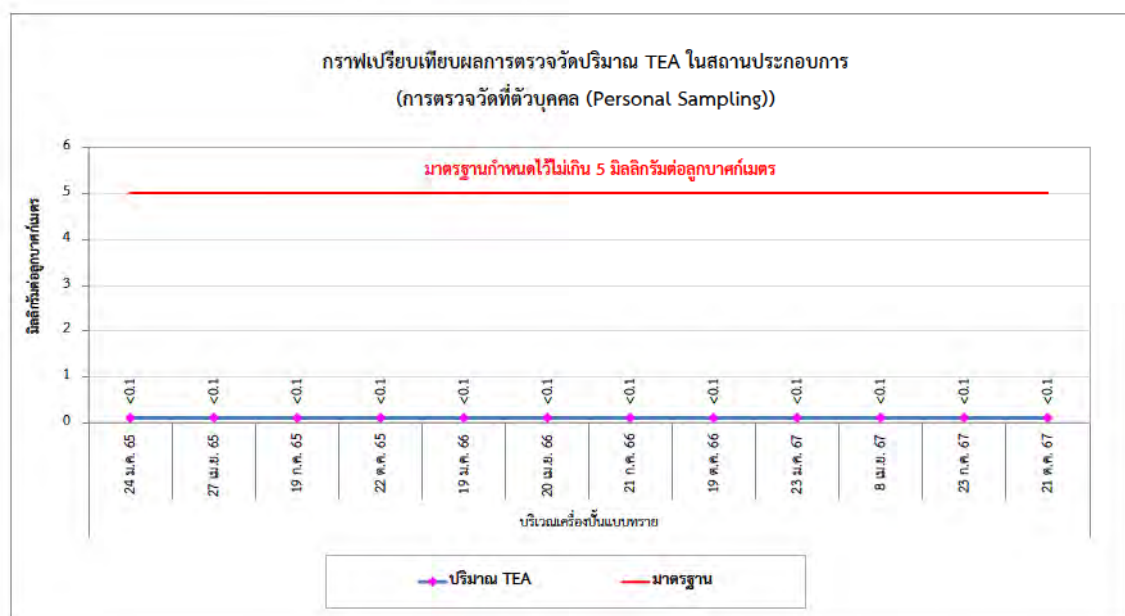 กราฟเปรียบเทียบผลการตรวจวัดปริมาณ TEA ในสถานประกอบการ
(การตรวจวัดที่ตัวบุคคล (Personal Sampling))
มาตรฐานกำหนดไว้ไม่เกิน 5 มิลลิกรัมต่อลูกบาศก์เมตร
มิลลิกรัมต่อลูกบาศก์เมตร
6
5
4
3
2
1
0
<0.1 <0.1 <0.1 <0.1 <0.1 <0.1 <0.1 <0.1 <0.1 <0.1 <0.1 <0.1
24 ม.ค. 65
27 เม.ย. 65
19 ก.ค. 65
22 ต.ค. 65
19 ม.ค. 66
20 เม.ย. 66
21 ก.ค. 66
19 ต.ค. 66
23 ม.ค. 67
8 เม.ย. 67
23 ก.ค. 67
21 ต.ค. 67
บริเวณเครื่องปั้นแบบทราย
ปริมาณ TEA มาตรฐาน